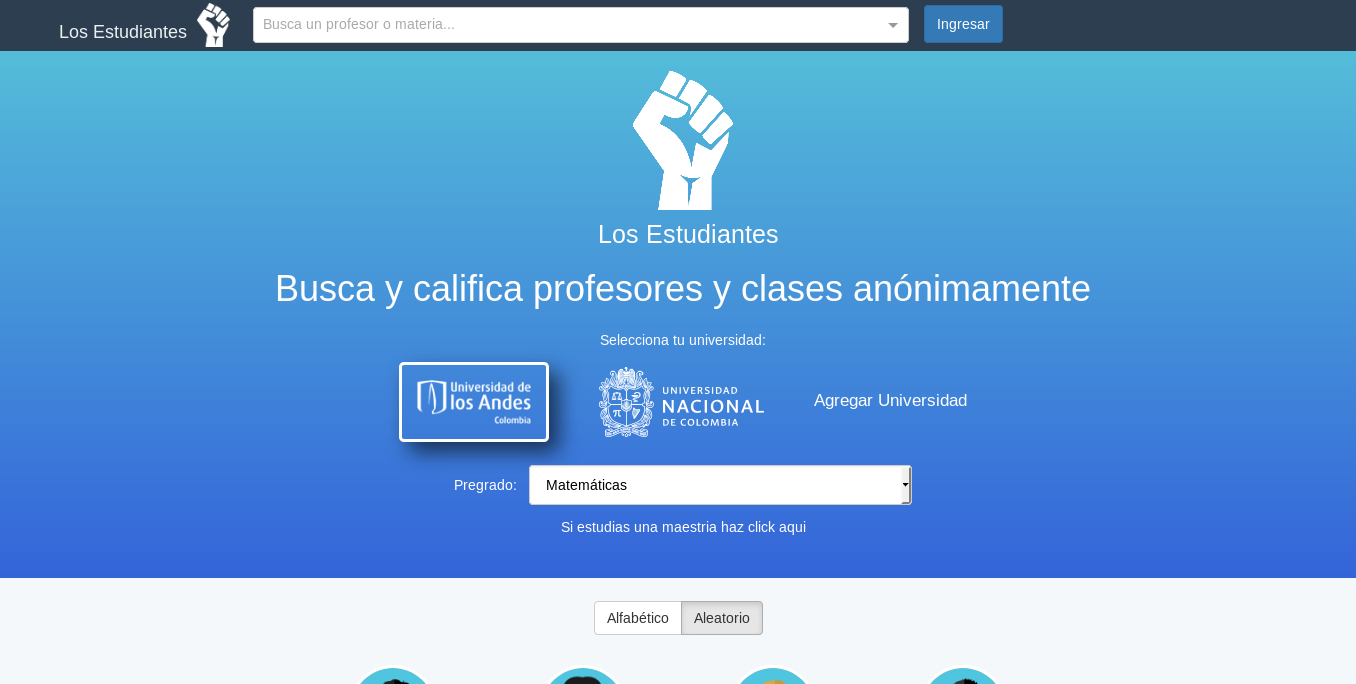 Los Estudiantes
Busca un profesor o materia...
Ingresar
Los Estudiantes
Busca y califica profesores y clases anónimamente
Selecciona tu universidad:
Universidad de
los Andes
Colombia
UNIVERSIDAD
NACIONAL
DE COLOMBIA
Agregar Universidad
Pregrado:
Matemáticas
Si estudias una maestria haz click aqui
Alfabético
Aleatorio